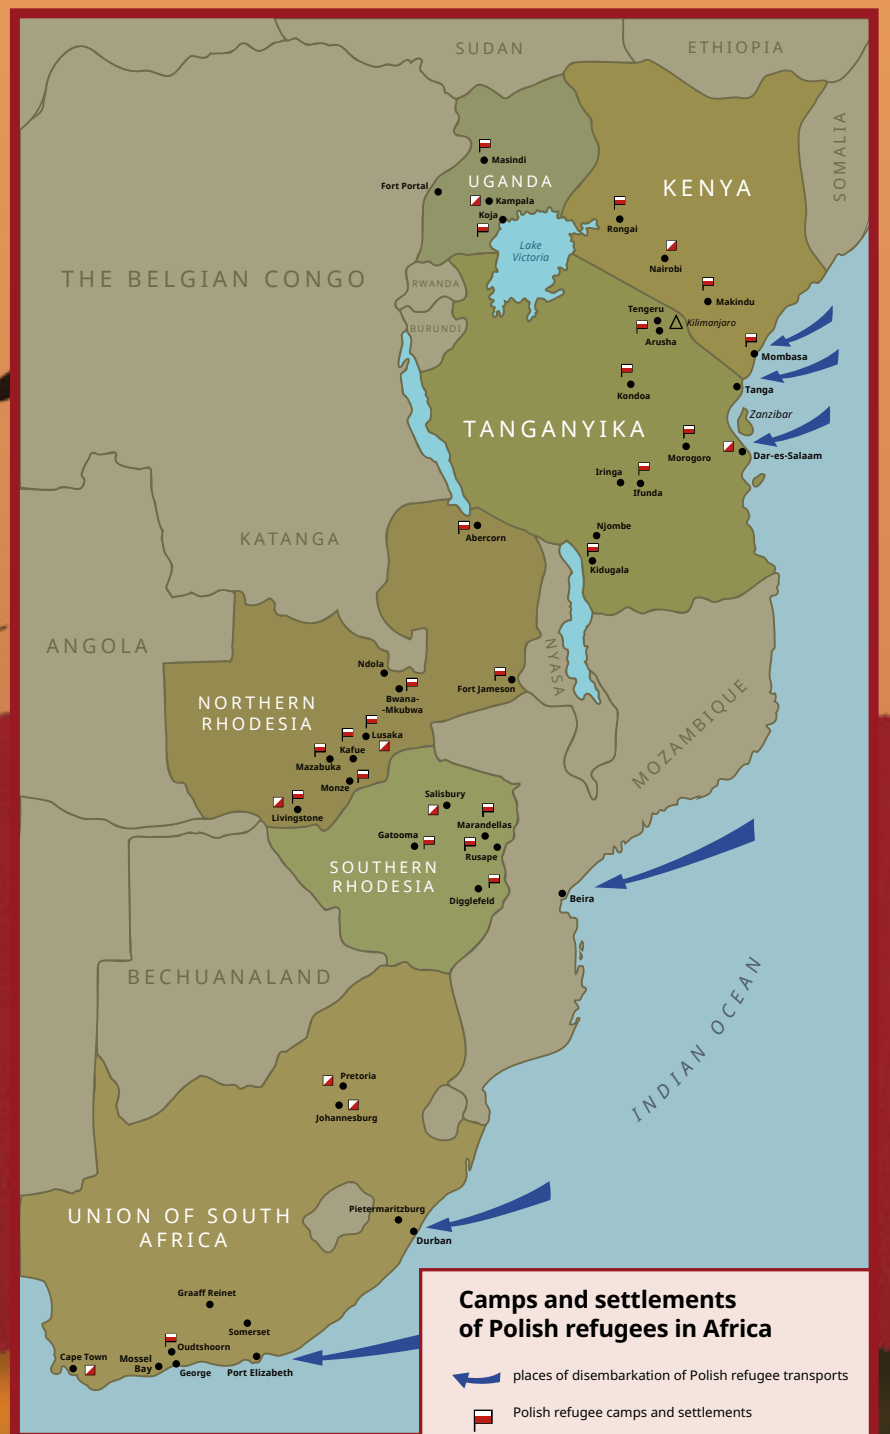 SUDAN
ETHIOPIA
SOMALIA
Masindi
Fort Portal
UGANDA
KENYA
Kampala
Koja
Rongai
Lake
Victoria
Nairobi
THE BELGIAN CONGO
RWANDA
Makindu
Tengeru
Kilimanjaro
BURUNDI
Arusha
Mombasa
Kondoa
Tanga
Zanzibar
TANGANYIKA
Morogoro
Dar-es-Salaam
Iringa
Ifunda
KATANGA
Abercorn
Njombe
Kidugala
ANGOLA
NYASA
Ndola
Fort Jameson
Bwana-
-Mkubwa
NORTHERN
RHODESIA
MOZAMBIQUE
Lusaka
Kafue
Mazabuka
Monze
Livingstone
Salisbury
Marandellas
Gatooma
Rusape
SOUTHERN
RHODESIA
Digglefeld
Beira
BECHUANALAND
INDIAN OCEAN
Pretoria
Johannesburg
Pietermaritzburg
UNION OF SOUTH
AFRICA
Durban
Graaff Reinet
Somerset
Oudtshoorn
Cape Town
Mossel
Bay
George
Port Elizabeth
Camps and settlements
of Polish refugees in Africa
places of disembarkation of Polish refugee transports
Polish refugee camps and settlements